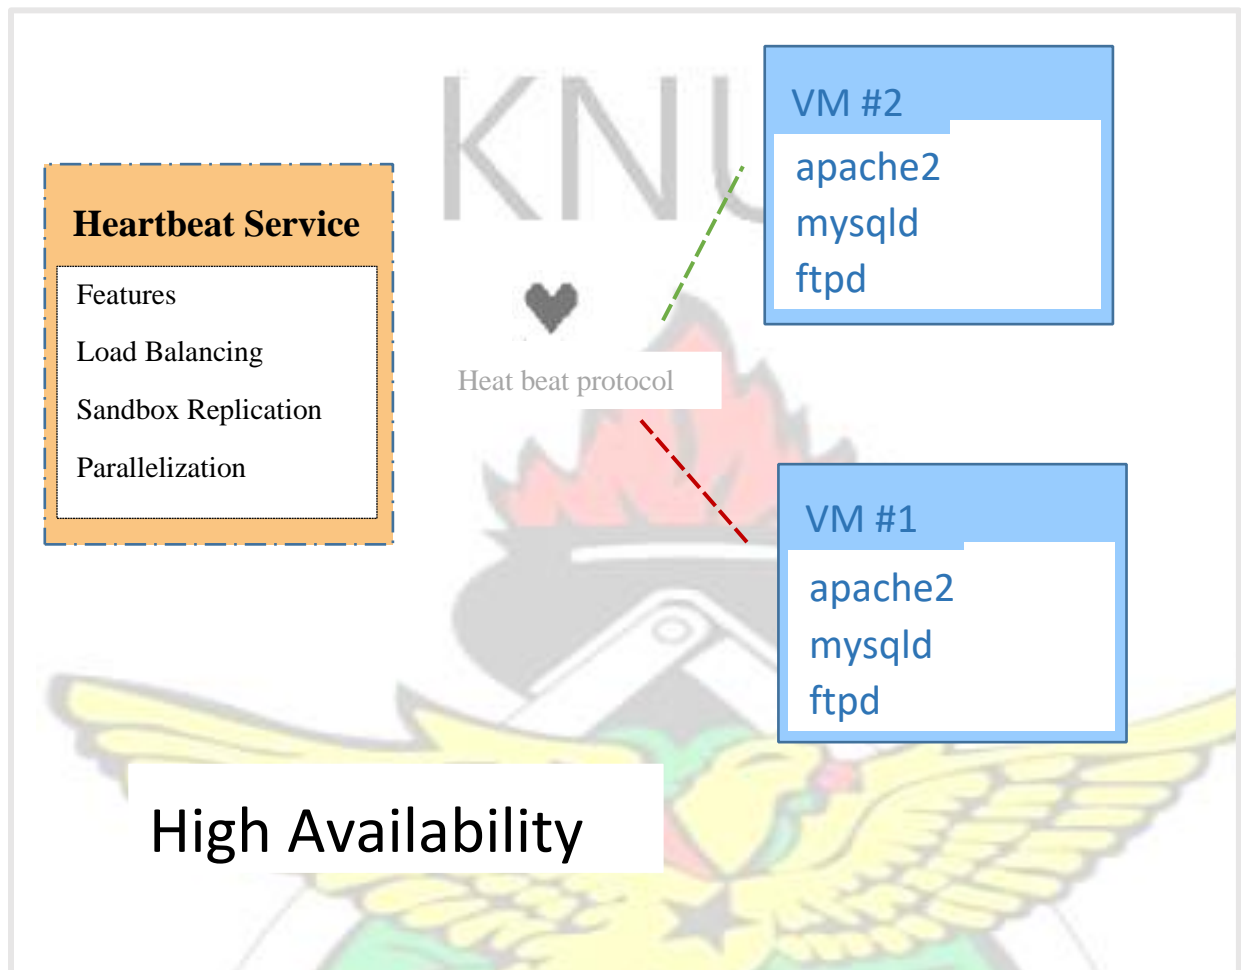 KNU
VM #2
apache2
mysqld
ftpd
Heartbeat Service
Features
Load Balancing
Sandbox Replication
Parallelization
Heat beat protocol
VM #1
apache2
mysqld
ftpd
High Availability